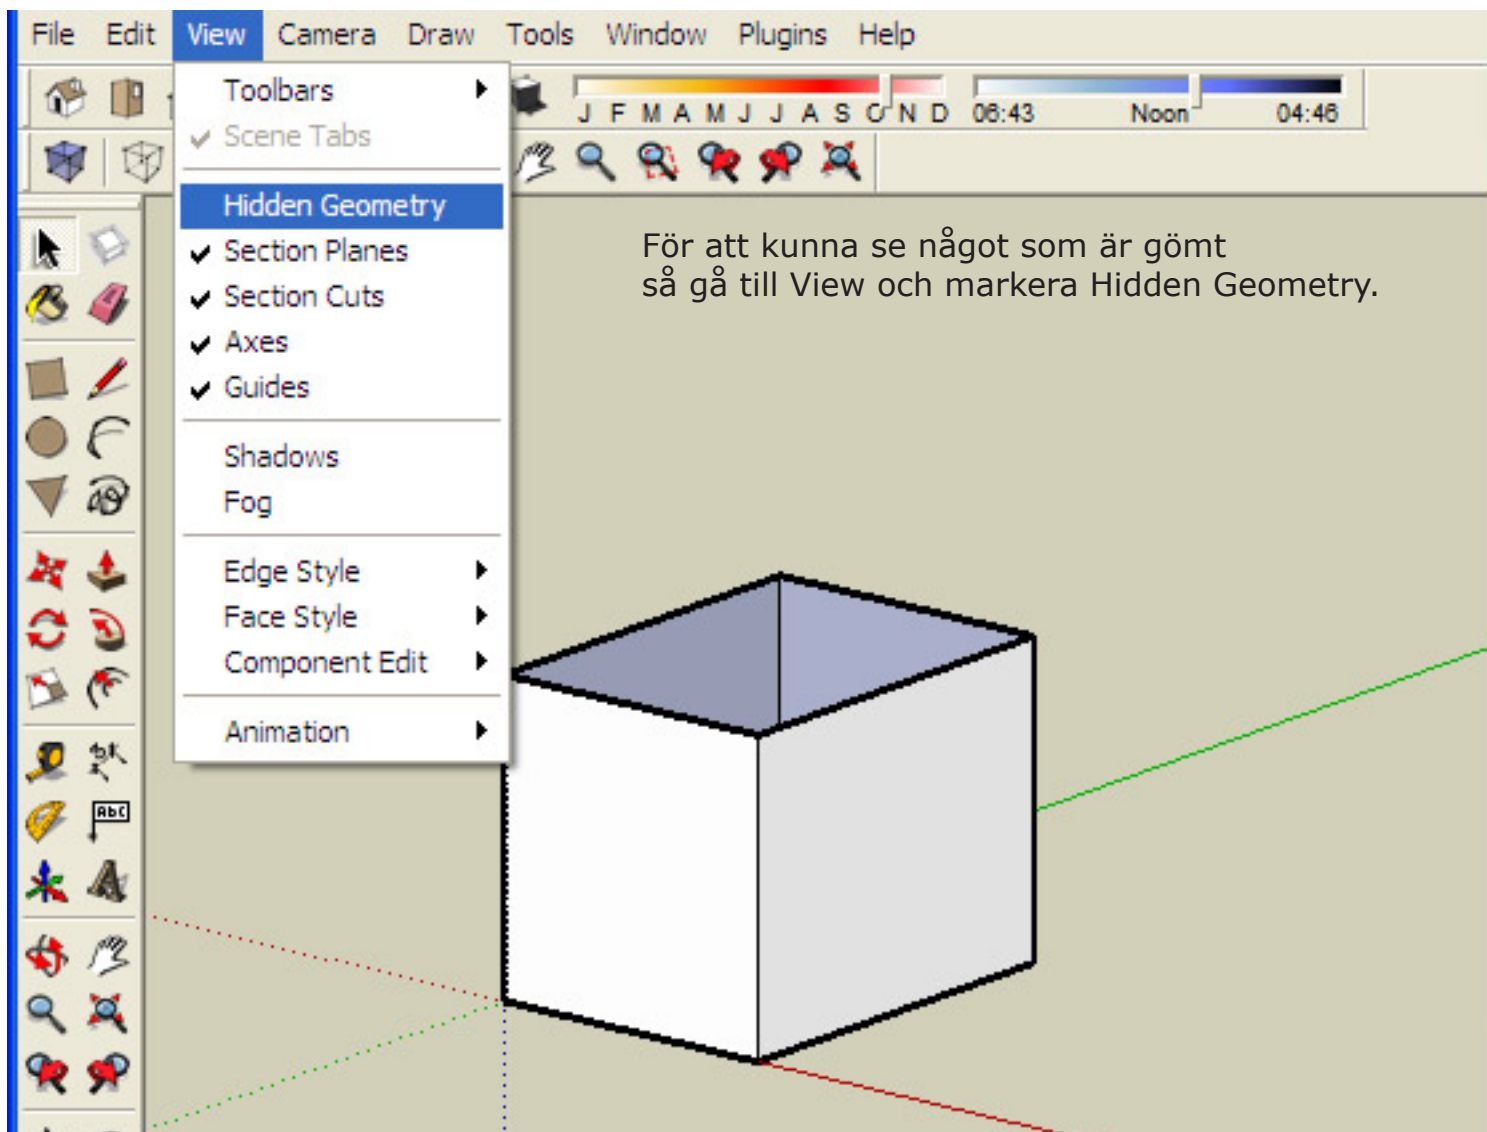 File Edit View Camera Draw Tools Window Plugins Help
Toolbars
J F M A M J J A S O N D 06:43 Noon 04:46
Scene Tabs
Hidden Geometry
Section Planes
Section Cuts
Axes
Guides
Shadows
Fog
Edge Style
Face Style
Component Edit
Animation
För att kunna se något som är gömt
så gå till View och markera Hidden Geometry.
Abc